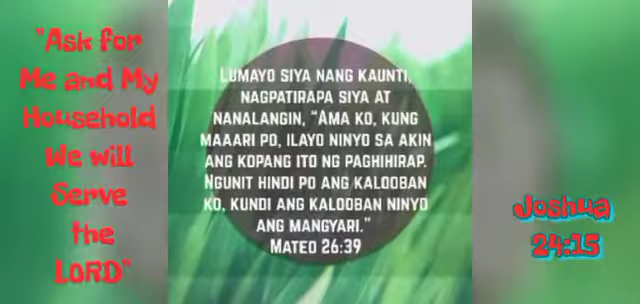 "Ask for
Me and My
Household
We will
Serve
the
LORD"
LUMAYO SIYA NANG KAUNTI,
NAGPATIRAPA SIYA AT
NANALANGIN, "AMA KO, KUNG
MAAARI PO, ILAYO NINYO SA AKIN
ANG KOPANG ITO NG PAGHIHIRAP.
NGUNIT HINDI PO ANG KALOOBAN
KO, KUNDI ANG KALOOBAN NINYO
ANG MANGYARI."
MATEO 26:39
Joshua
24:15